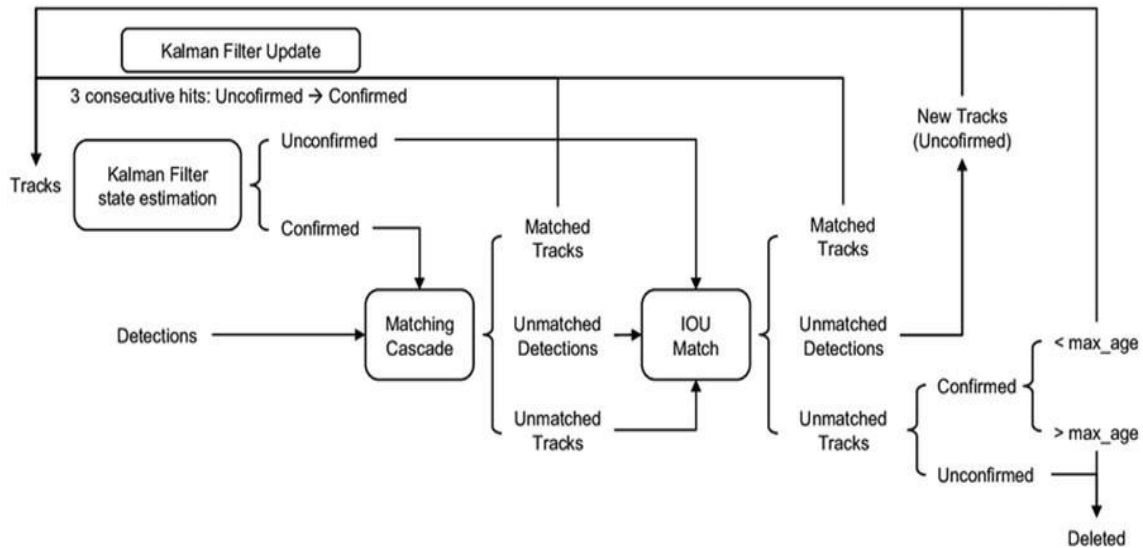 Kalman Filter Update
3 consecutive hits: Uncofirmed → Confirmed
Tracks
Kalman Filter
state estimation
Unconfirmed
Confirmed
Detections
Matching
Cascade
Matched
Tracks
Unmatched
Detections
Unmatched
Tracks
IOU
Match
Matched
Tracks
Unmatched
Detections
Unmatched
Tracks
New Tracks
(Uncofirmed)
Confirmed
Unconfirmed
< max_age
> max_age
Deleted